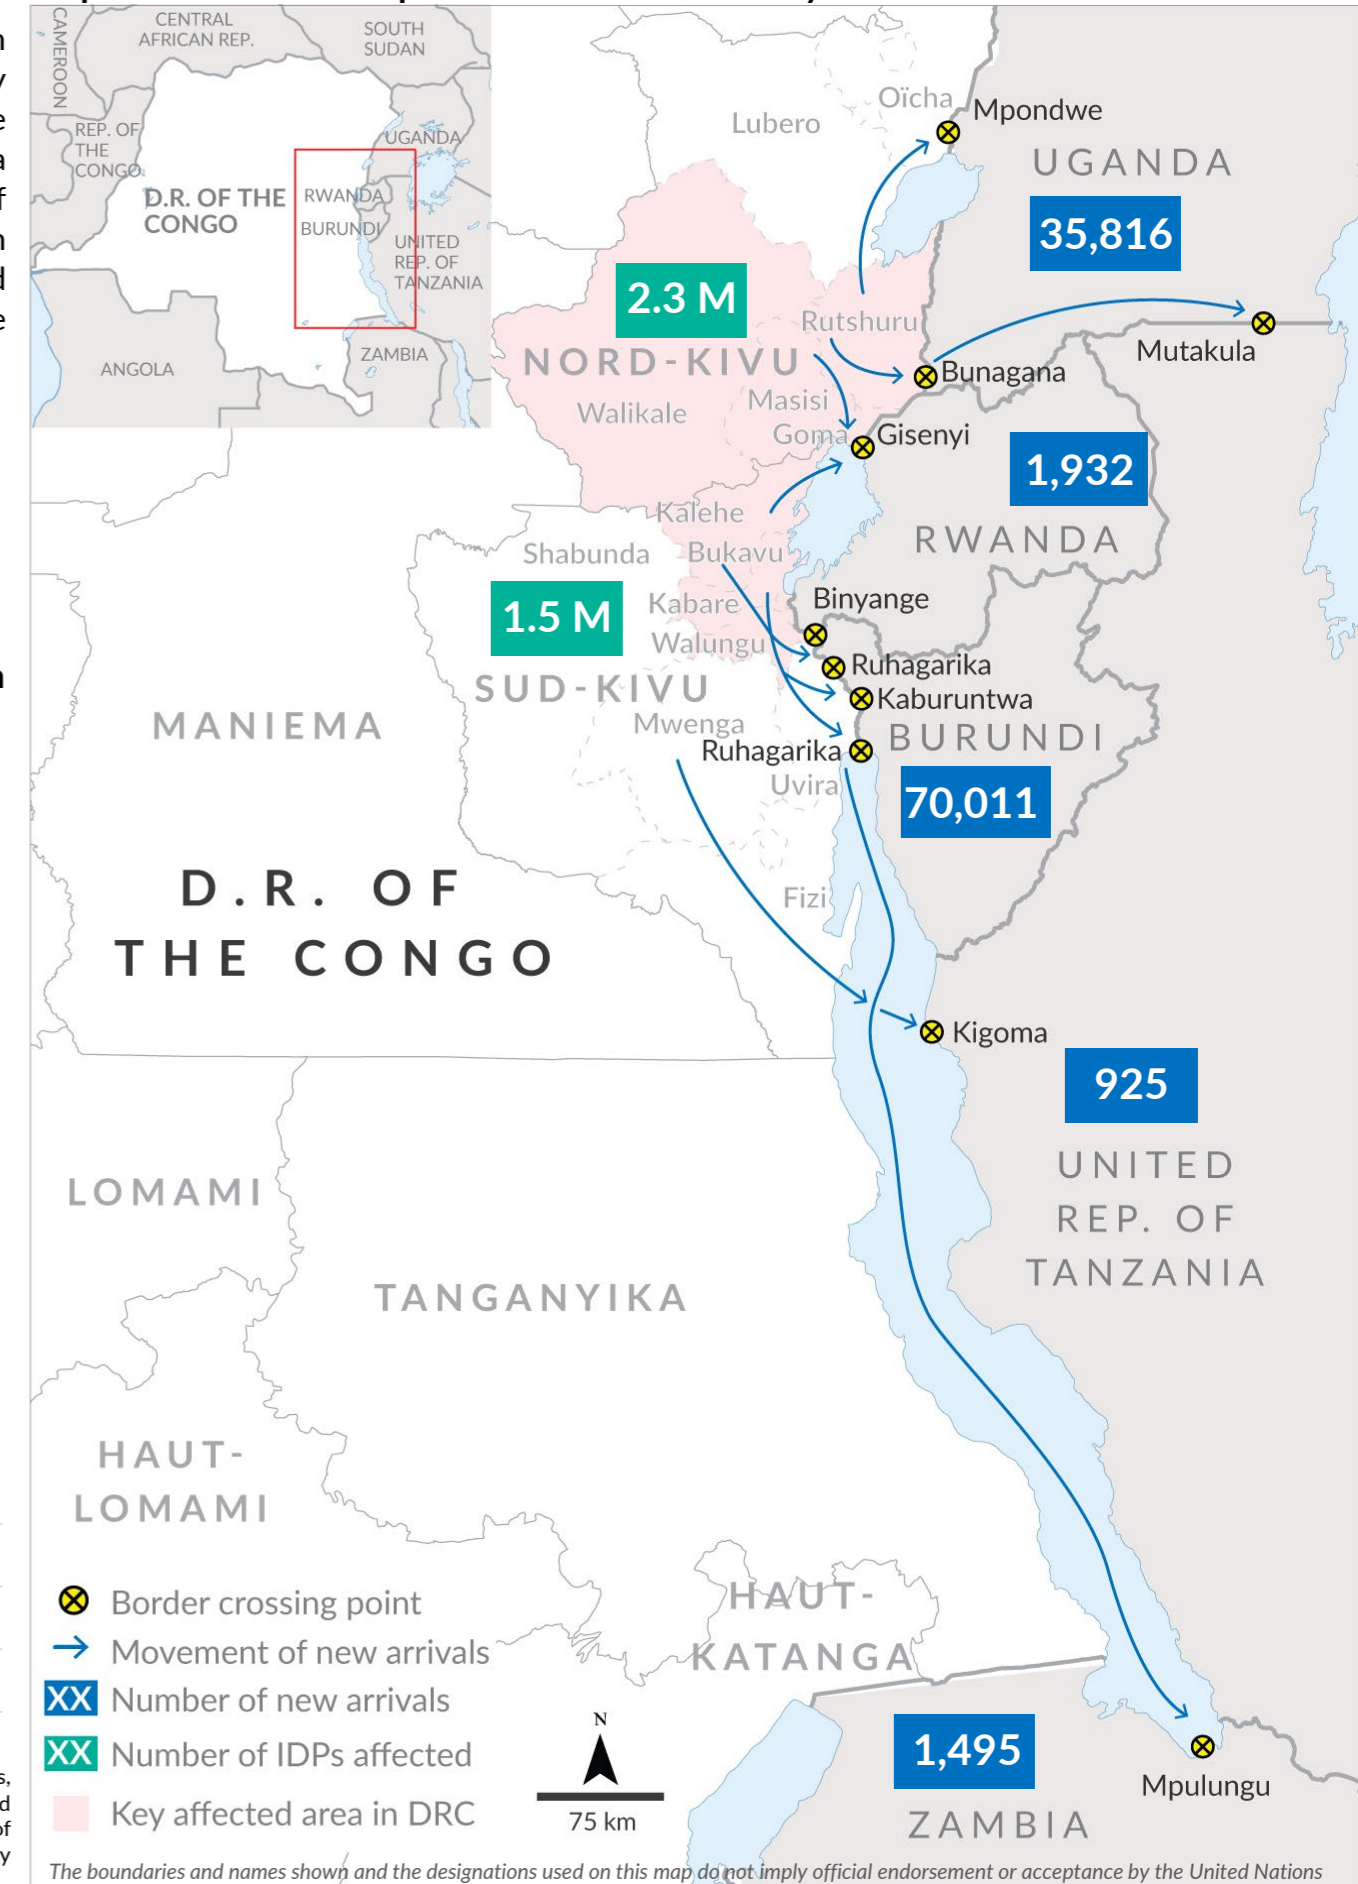 CAMEROON
CENTRAL
AFRICAN REP.
SOUTH
SUDAN
REP. OF
THE
CONGO
UGANDA
D.R. OF THE
CONGO
RWANDA
BURUNDI
UNITED
REP. OF
TANZANIA
ANGOLA
ZAMBIA
Oïcha
Mpondwe
Lubero
UGANDA
35,816
2.3 M
Rutshuru
NORD-KIVU
Mutakula
Bunagana
Walikale
Masisi
Goma
Gisenyi
1,932
Kalehe
RWANDA
Shabunda
Bukavu
1.5 M
Kabare
Binyange
Walungu
Ruhagarika
SUD-KIVU
Kaburuntwa
MANIEMA
Mwenga
BURUNDI
Ruhagarika
Uvira
70,011
D.R. OF
THE CONGO
Fizi
Kigoma
925
UNITED
REP. OF
TANZANIA
LOMAMI
TANGANYIKA
HAUT-
LOMAMI
HAUT-
KATANGA
Border crossing point
Movement of new arrivals
XX Number of new arrivals
XX Number of IDPs affected
Key affected area in DRC
N
75 km
1,495
Mpulungu
ZAMBIA
The boundaries and names shown and the designations used on this map do not imply official endorsement or acceptance by the United Nations